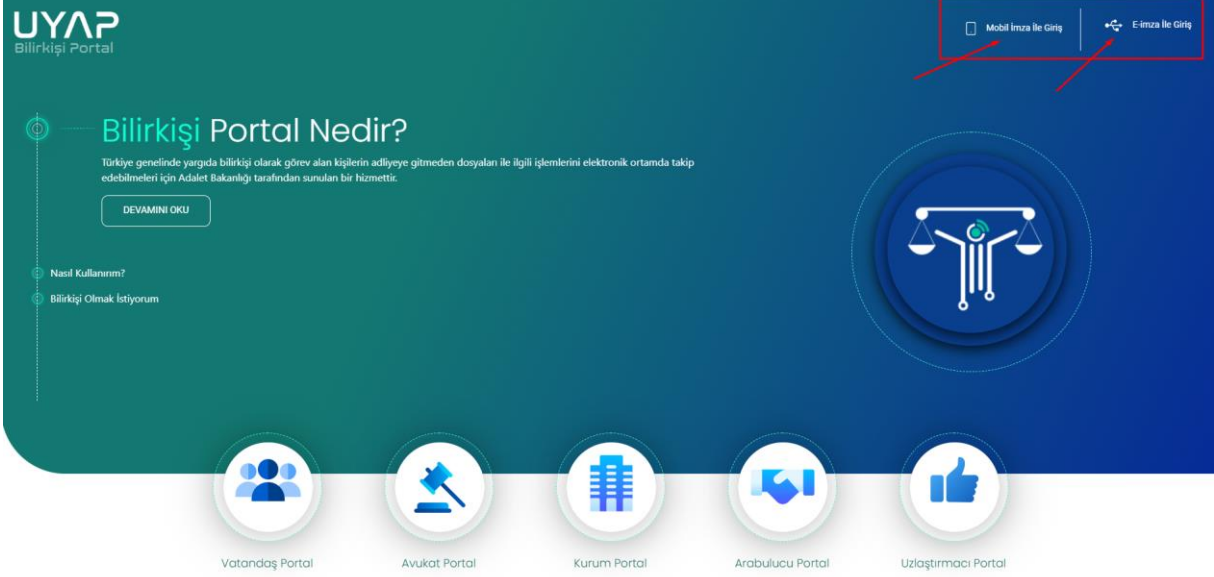 UYAP
Bilirkişi Portal
Mobil İmza İle Giriş
E-imza İle Giriş
Bilirkişi Portal Nedir?
Türkiye genelinde yargıda bilirkişi olarak görev alan kişilerin adliyeye gitmeden dosyaları ile ilgili işlemlerini elektronik ortamda takip
edebilmeleri için Adalet Bakanlığı tarafından sunulan bir hizmettir.
DEVAMINI OKU
Nasıl Kullanırım?
Bilirkişi Olmak İstiyorum
Vatandaş Portal
Avukat Portal
Kurum Portal
Arabulucu Portal
Uzlaştırmacı Portal